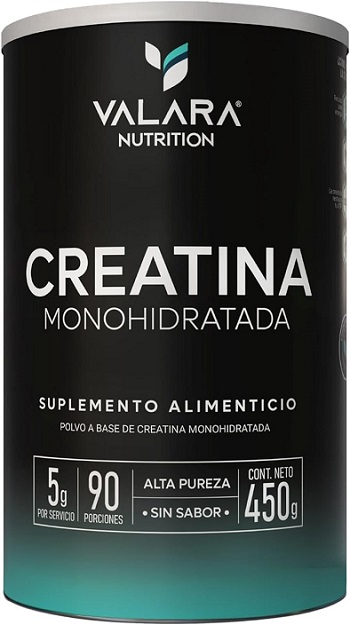 VALARA®
NUTRITION
CREATINA
MONOHIDRATADA
SUPLEMENTO ALIMENTICIO
POLVO A BASE DE CREATINA MONOHIDRATADA
5g
POR SERVICIO
90
PORCIONES
ALTA PUREZA
• SIN SABOR •
CONT. NETO
450g